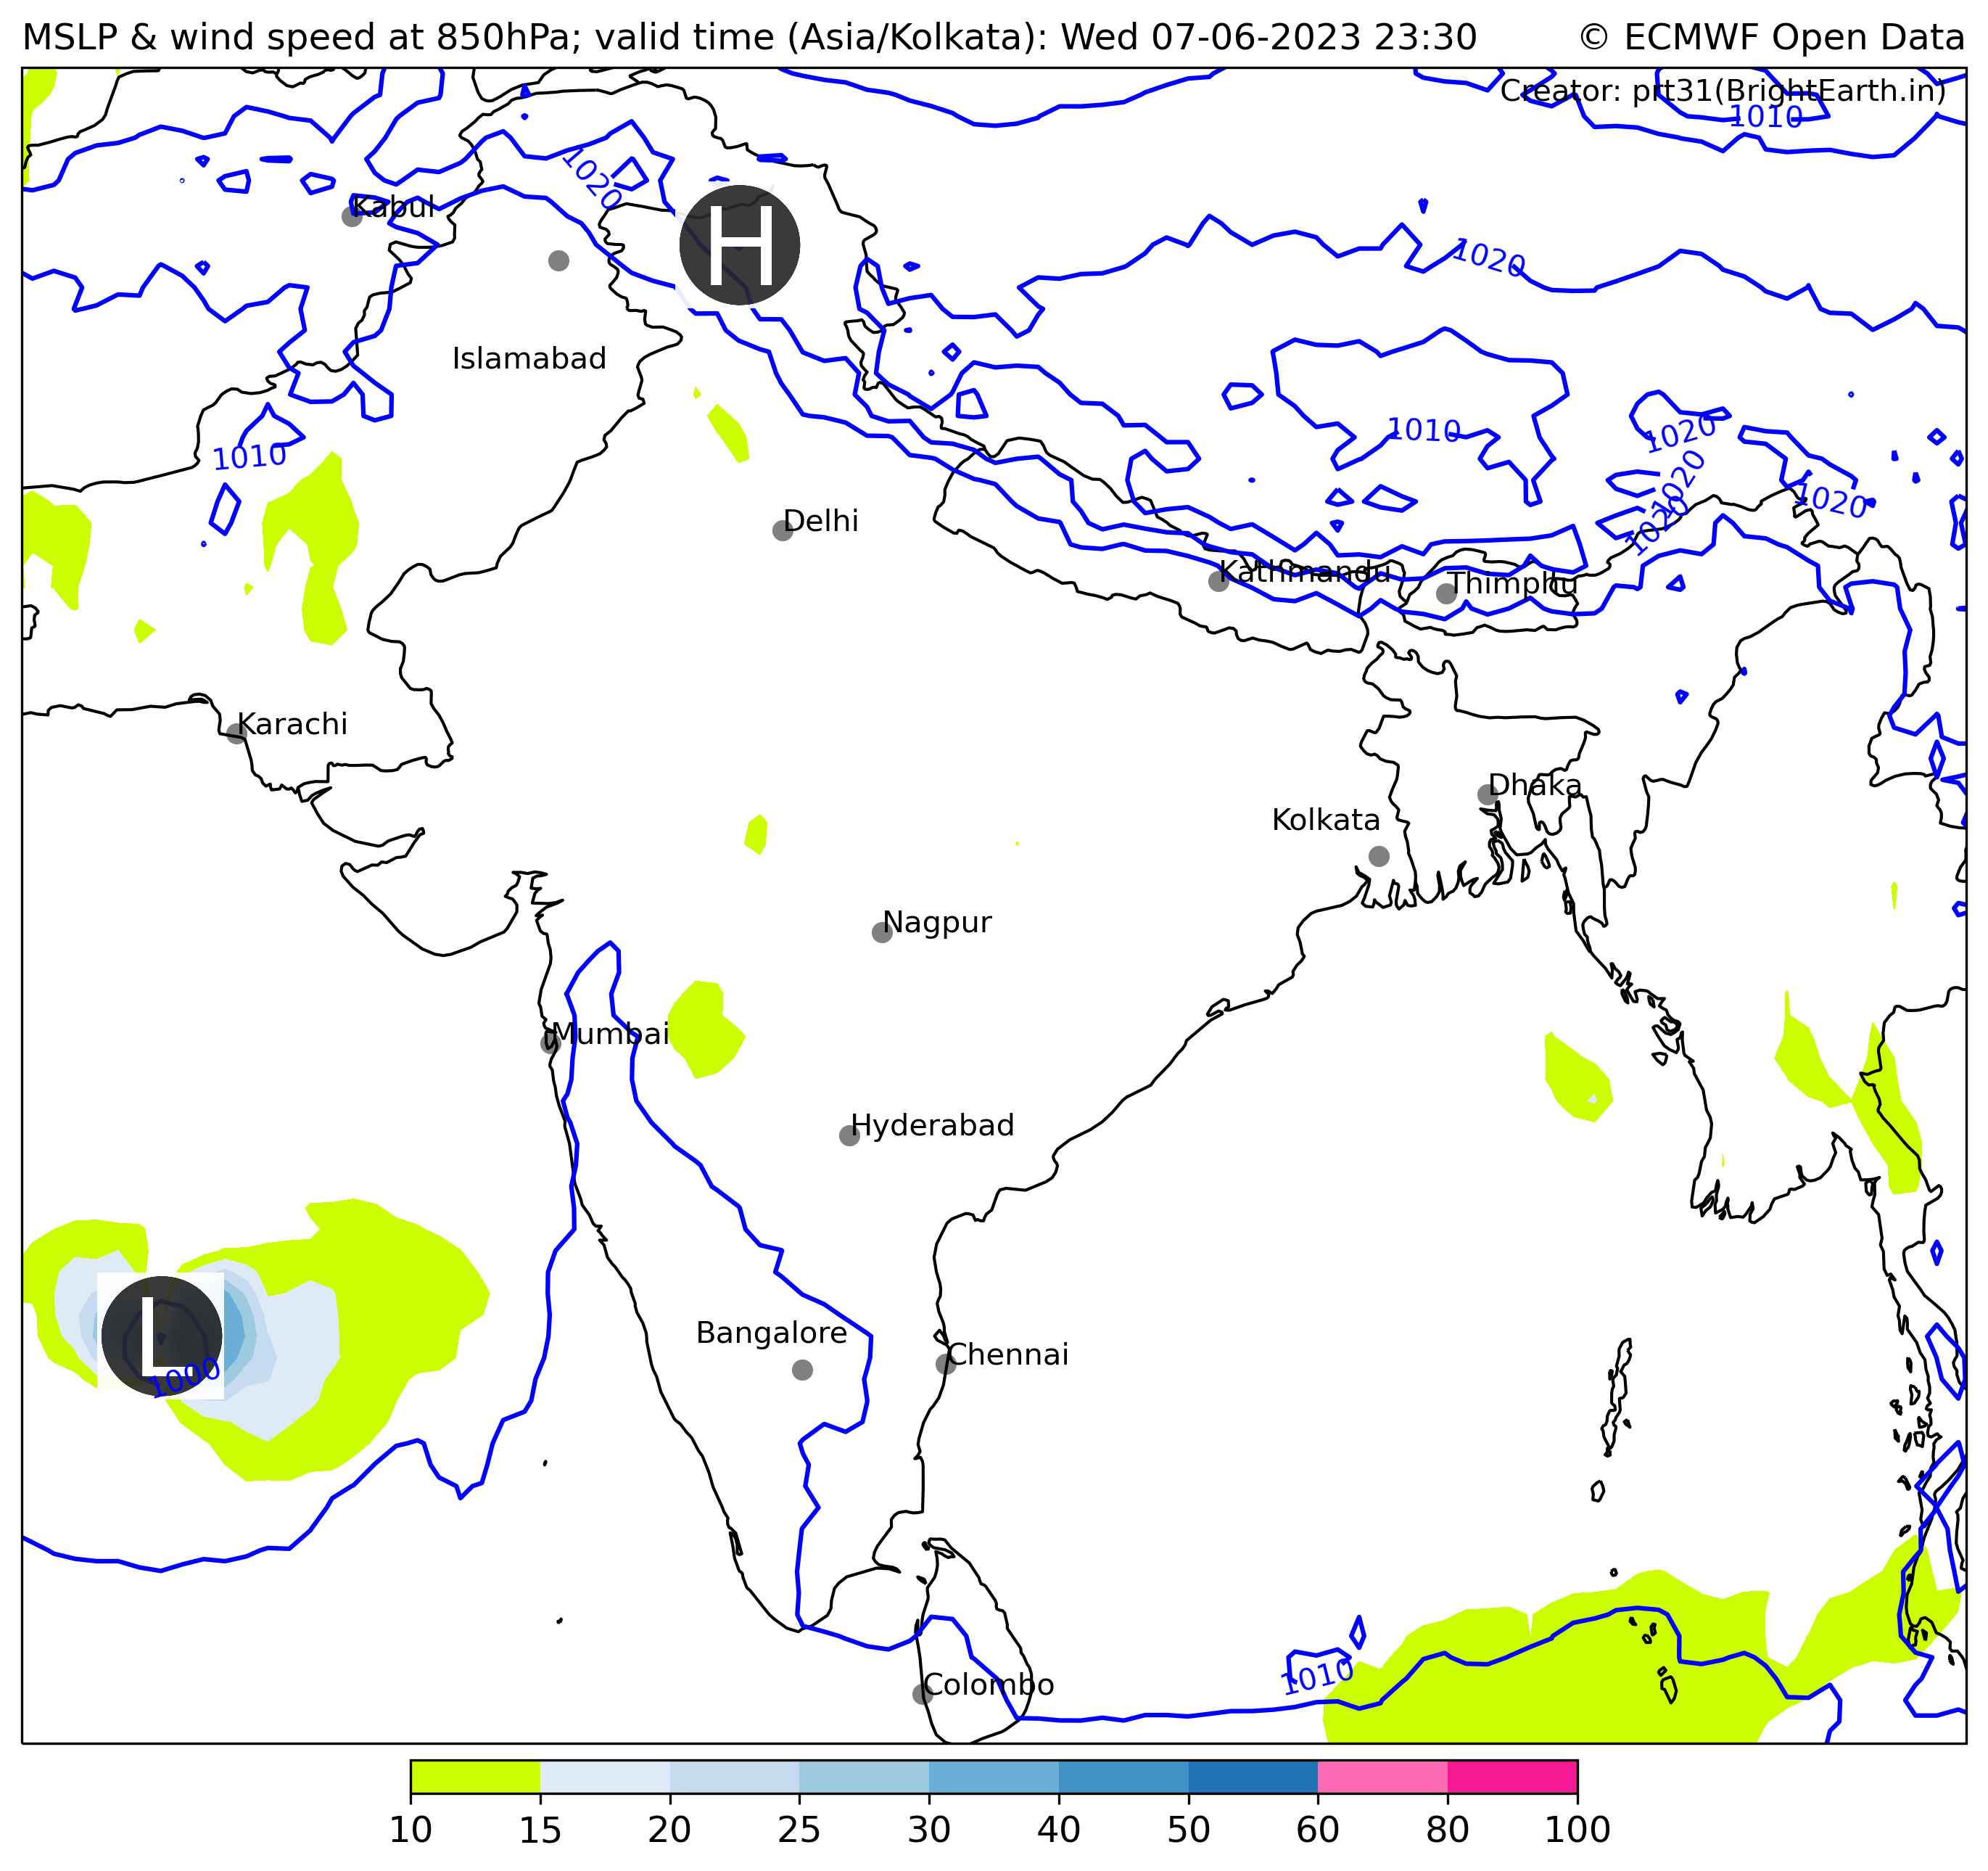 MSLP & wind speed at 850hPa; valid time (Asia/Kolkata): Wed 07-06-2023 23:30
© ECMWF Open Data
Creator: prt31(BrightEarth.in)
1010
1020
Kabul
H
1020
Islamabad
1010
1020
1010
1020
1020
1020
Delhi
Kathmandu
Thimphu
Karachi
Dhaka
Kolkata
Nagpur
Mumbai
Hyderabad
L
1000
Bangalore
Chennai
1010
Colombo
10 15 20 25 30 40 50 60 80 100